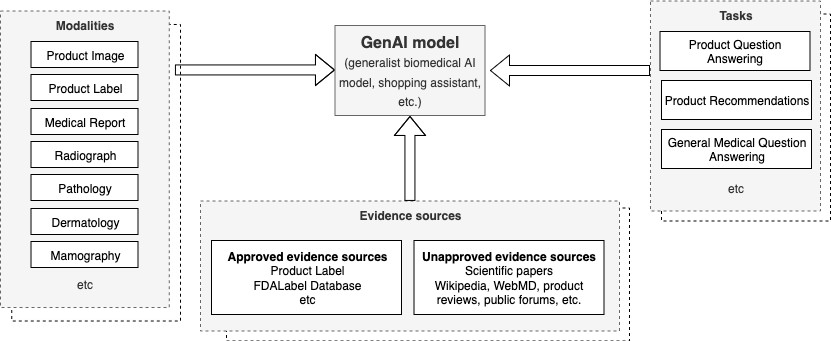 Modalities
Product Image
Product Label
Medical Report
Radiograph
Pathology
Dermatology
Mamography
etc
GenAI model
(generalist biomedical AI
model, shopping assistant,
etc.)
Tasks
Product Question
Answering
Product Recommendations
General Medical Question
Answering
etc
Evidence sources
Approved evidence sources
Product Label
FDALabel Database
etc
Unapproved evidence sources
Scientific papers
Wikipedia, WebMD, product
reviews, public forums, etc.